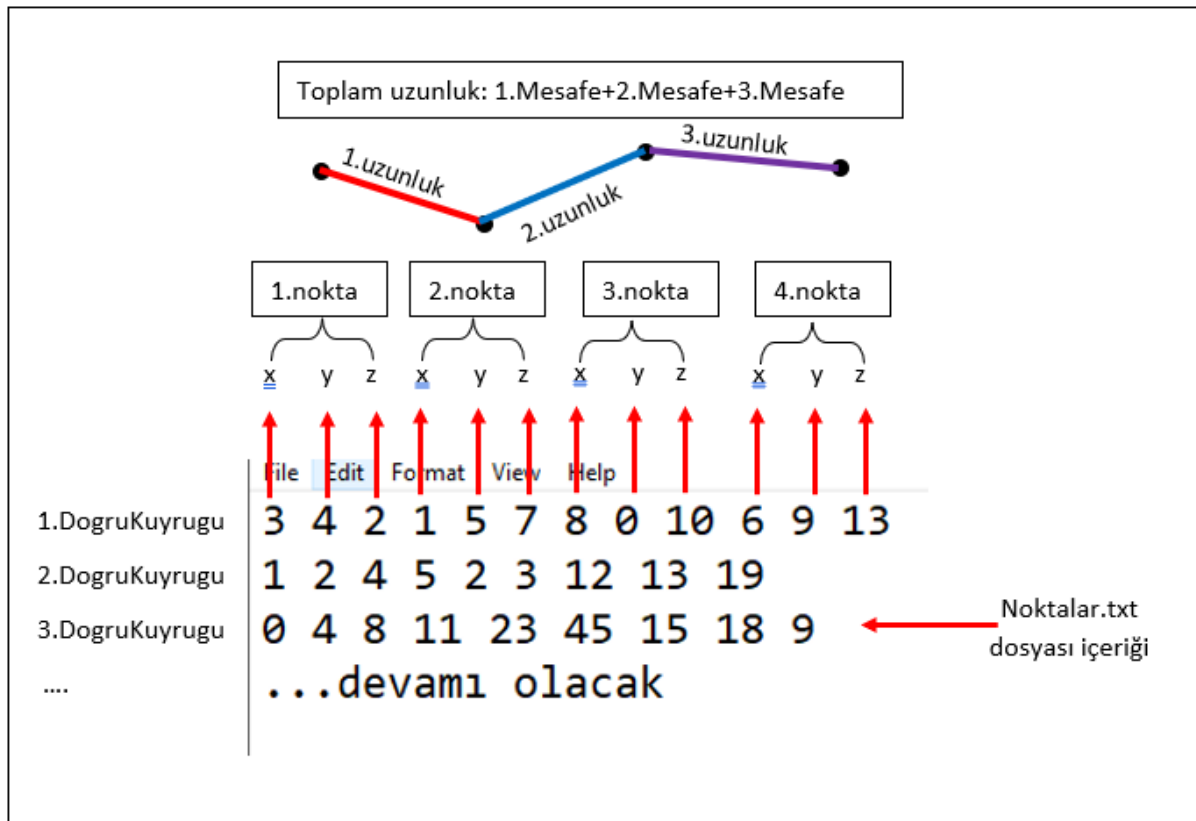 Toplam uzunluk: 1.Mesafe+2.Mesafe+3.Mesafe
1.uzunluk
2.uzunluk
3.uzunluk
1.nokta 2.nokta 3.nokta 4.nokta
x y z x y z x y z x y z
File Edit Format View Help
1.DogruKuyrugu 3 4 2 1 5 7 8 0 10 6 9 13
2.DogruKuyrugu 1 2 4 5 2 3 12 13 19
3.DogruKuyrugu 0 4 8 11 23 45 15 18 9
Noktalar.txt
dosyası içeriği
.... ...devamı olacak